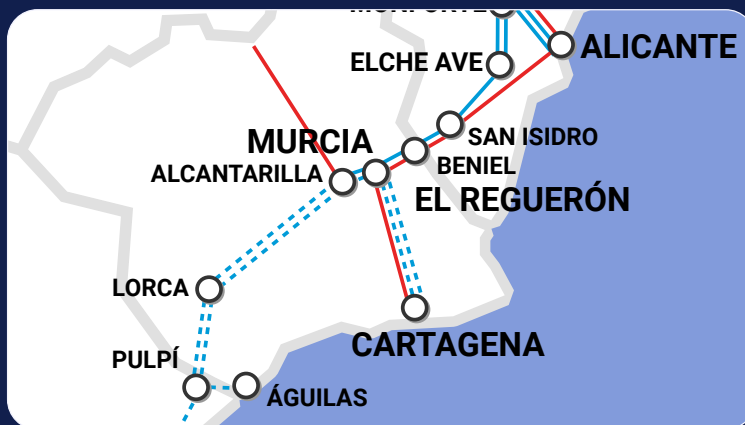 ELCHE AVE
ALICANTE
SAN ISIDRO
MURCIA
BENIEL
ALCANTARILLA
EL REGUERÓN
LORCA
CARTAGENA
PULPÍ
ÁGUILAS